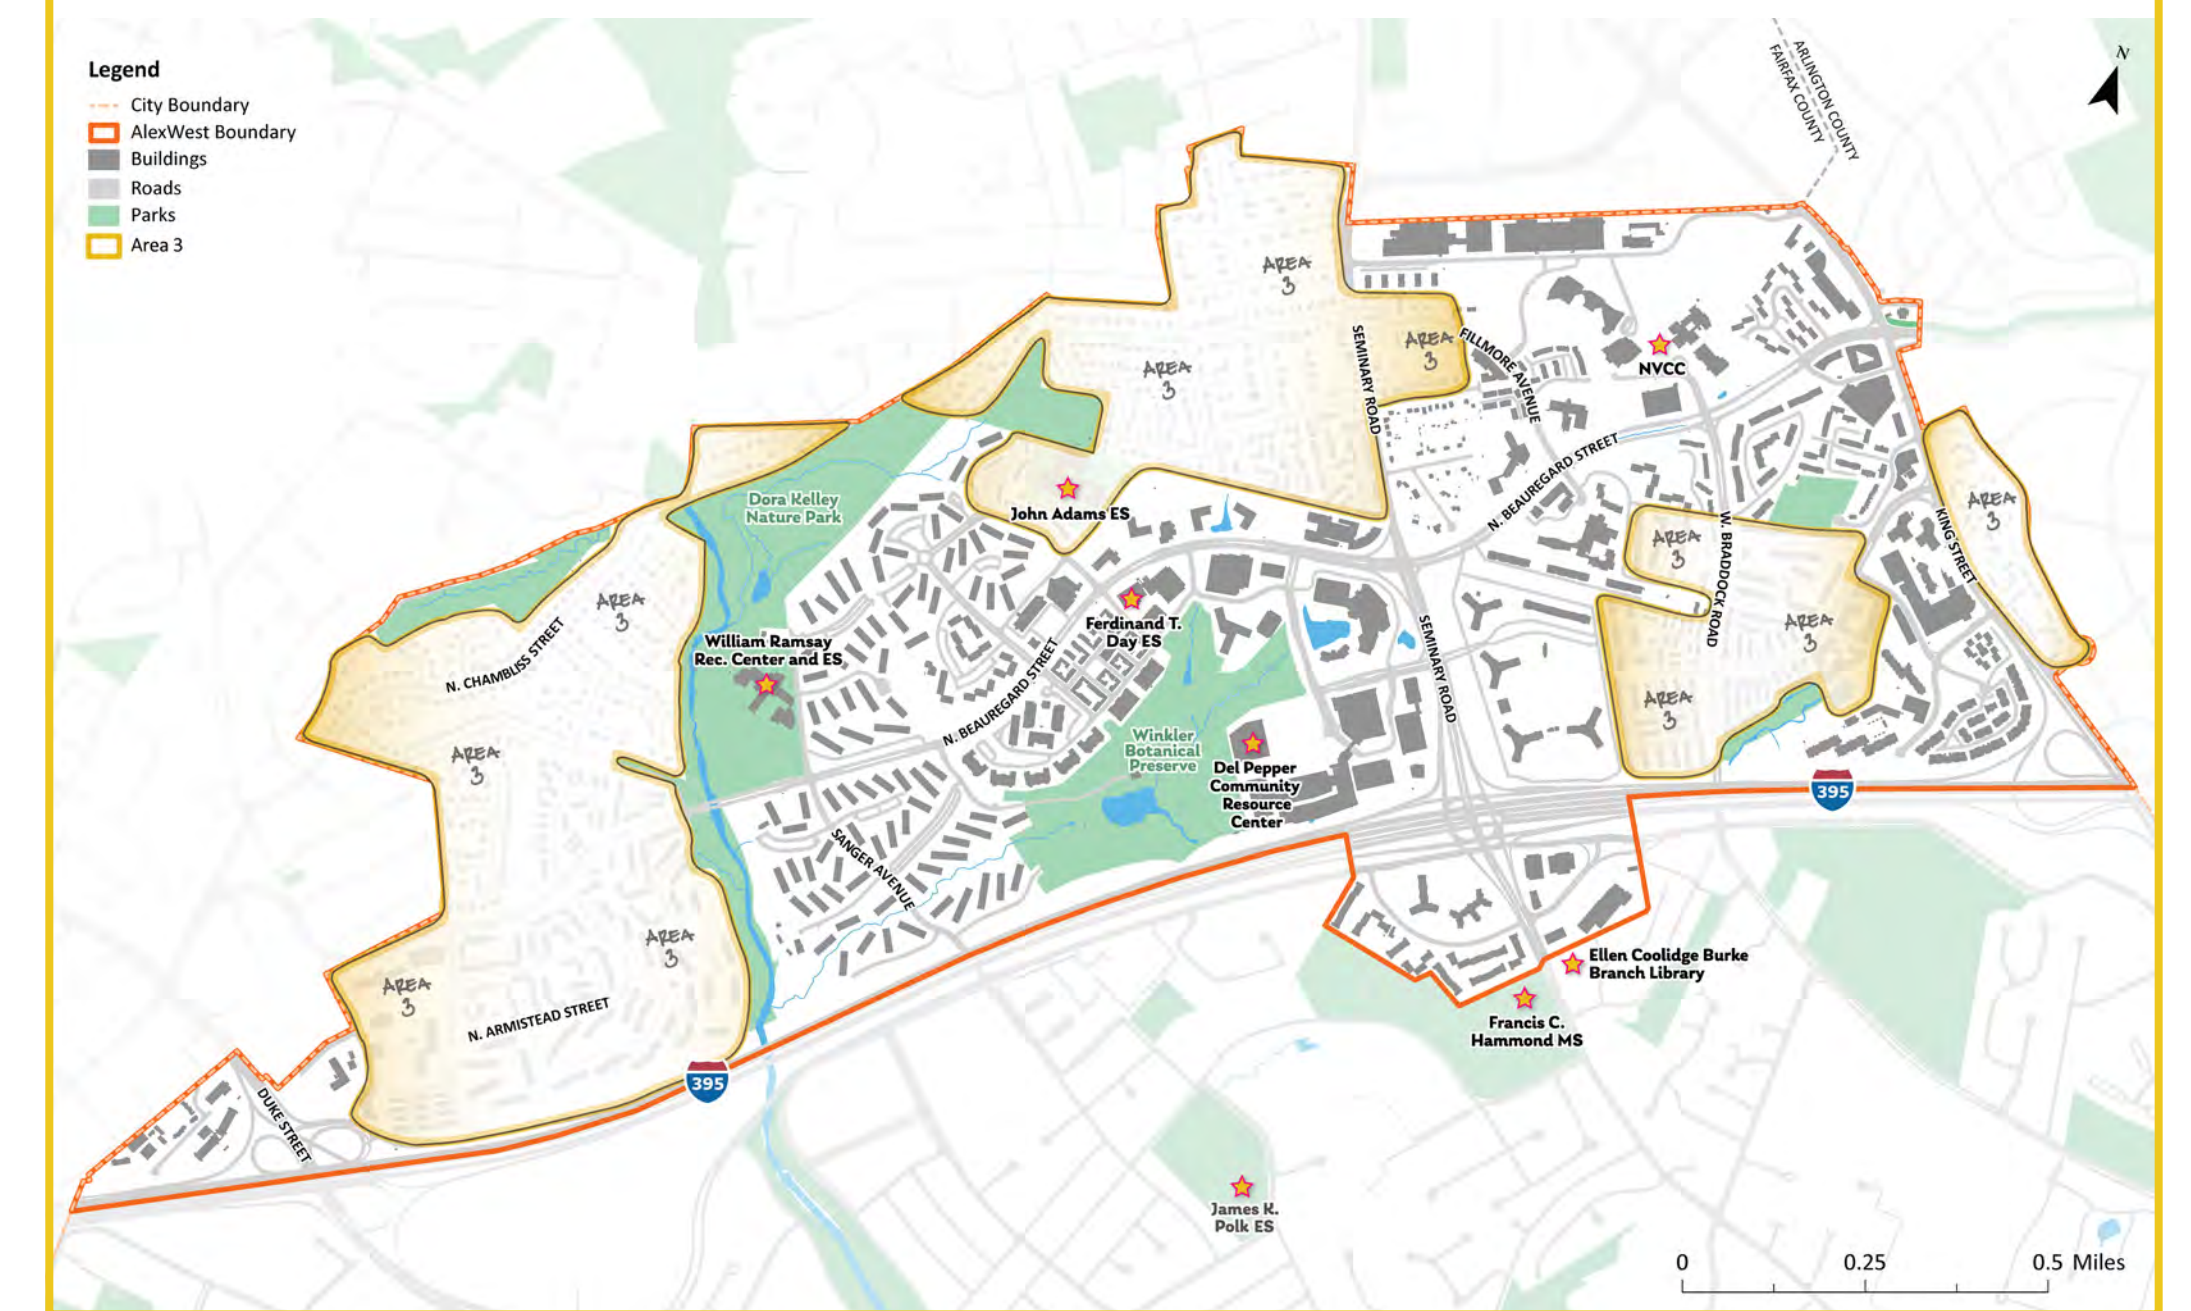 Legend
City Boundary
AlexWest Boundary
Buildings
Roads
Parks
Area 3
N
ARLINGTON COUNTY
FAIRFAX COUNTY
AREA
3
AREA
3
AREA
3
SEMINARY ROAD
FILLMORE AVENUE
NVCC
N. BEAUREGARD STREET
Dora Kelley
Nature Park
John Adams ES
AREA
3
KING STREET
AREA
3
W. BRADDOCK ROAD
AREA
3
AREA
3
AREA
3
N. CHAMBLISS STREET
William Ramsay
Rec. Center and ES
Ferdinand T.
Day ES
N. BEAUREGARD STREET
SEMINARY ROAD
AREA
3
Winkler
Botanical
Preserve
Del Pepper
Community
Resource
Center
395
SANGER AVENUE
AREA
3
AREA
3
N. ARMISTEAD STREET
Ellen Coolidge Burke
Branch Library
Francis C.
Hammond MS
395
DUKE STREET
James K.
Polk ES
0 0.25 0.5 Miles